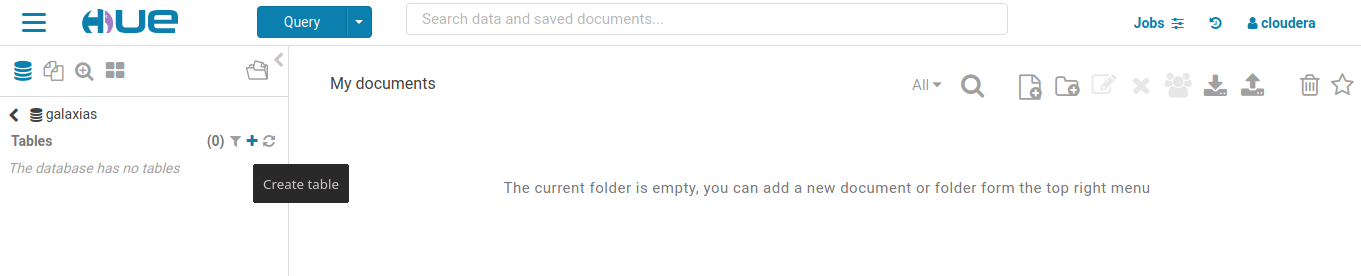 HUE
Query
Search data and saved documents...
Jobs
cloudera
galaxias
Tables (0)
The database has no tables
Create table
My documents
All
The current folder is empty, you can add a new document or folder form the top right menu